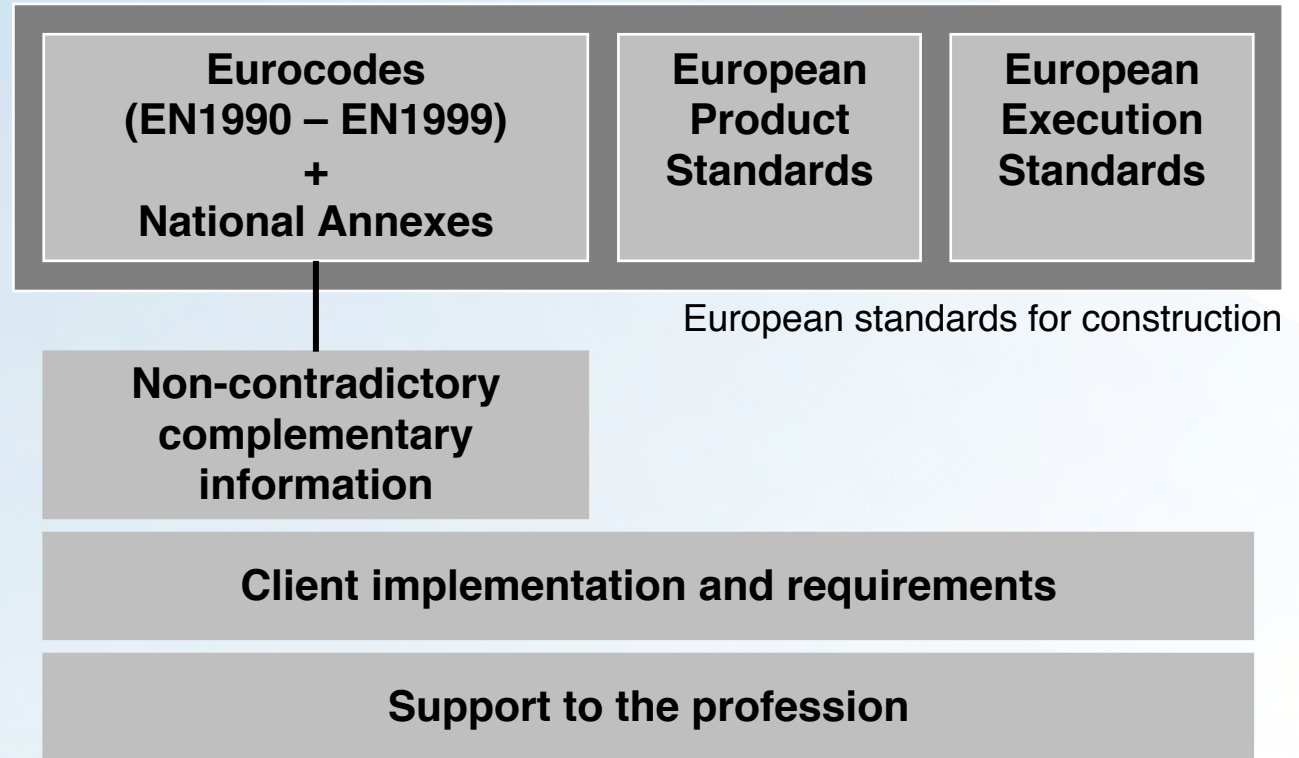 Eurocodes
(EN1990 – EN1999)
+
National Annexes
European
Product
Standards
European
Execution
Standards
European standards for construction
Non-contradictory
complementary
information
Client implementation and requirements
Support to the profession